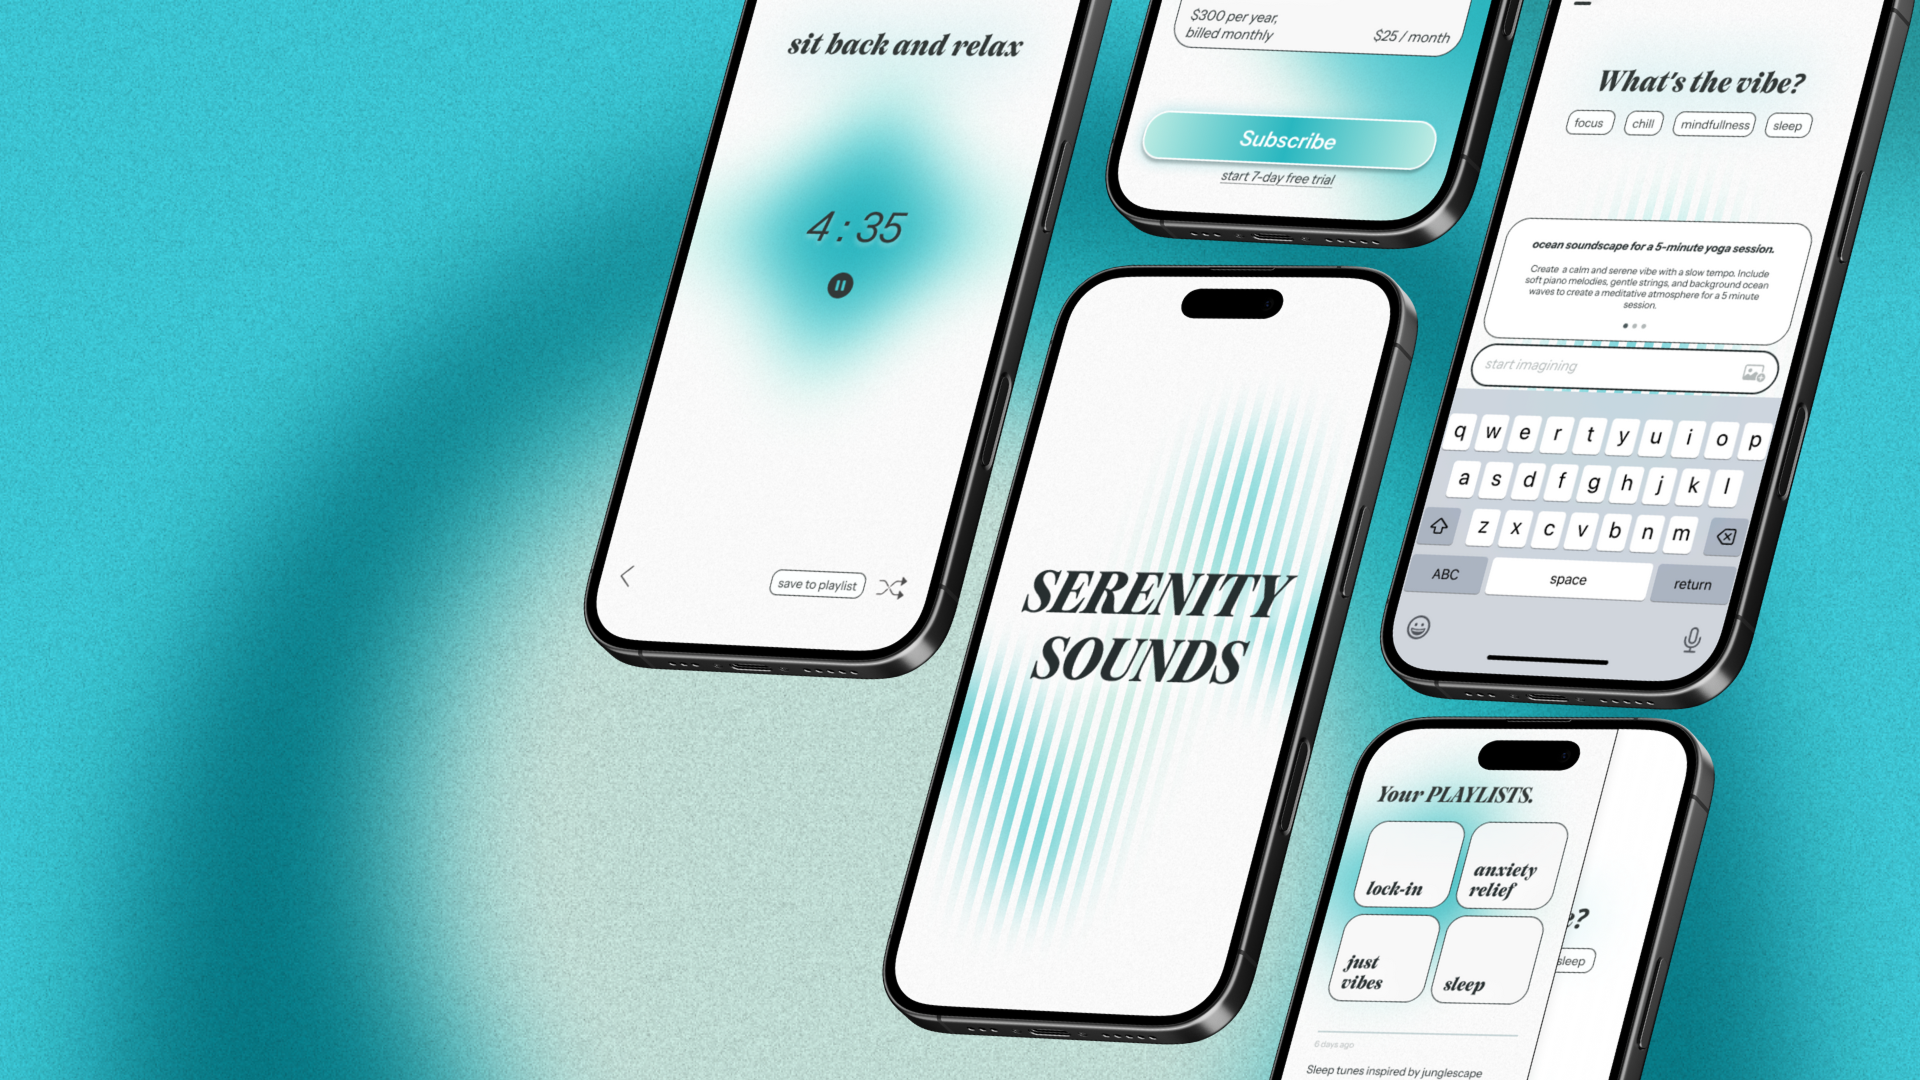 sit back and relax
4 : 35
save to playlist
$300 per year,
billed monthly
$25 / month
Subscribe
start 7-day free trial
SERENITY
SOUNDS
What's the vibe?
focus
chill
mindfullness
sleep
ocean soundscape for a 5-minute yoga session.
Create a calm and serene vibe with a slow tempo. Include
soft piano melodies, gentle strings, and background ocean
waves to create a meditative atmosphere for a 5 minute
session.
start imagining
q w e r t y u i o p
a s d f g h j k l
z x c v b n m
ABC
space
return
Your PLAYLISTS.
lock-in
anxiety
relief
just
vibes
sleep
e?
sleep
6 days ago
Sleep tunes inspired by junglescape